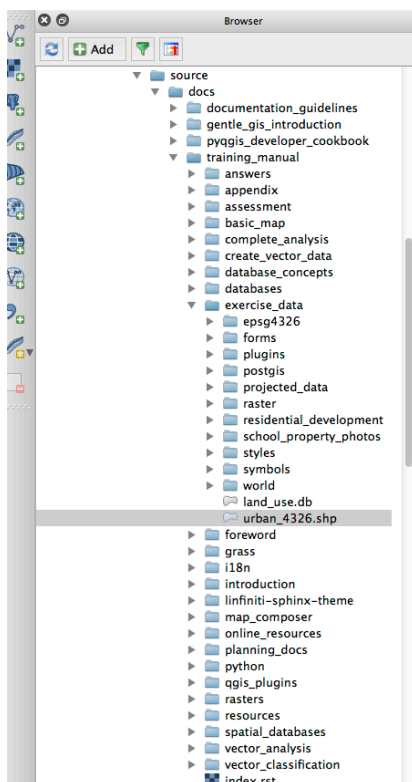 Browser
Add
source
docs
documentation_guidelines
gentle_gis_introduction
pyqgis_developer_cookbook
training_manual
answers
appendix
assessment
basic_map
complete_analysis
create_vector_data
database_concepts
databases
exercise_data
epsg4326
forms
plugins
postgis
projected_data
raster
residential_development
school_property_photos
styles
symbols
world
land_use.db
urban_4326.shp
foreword
grass
i18n
introduction
linfiniti-sphinx-theme
map_composer
online_resources
planning_docs
python
qgis_plugins
rasters
resources
spatial_databases
vector_analysis
vector_classification
index.rst